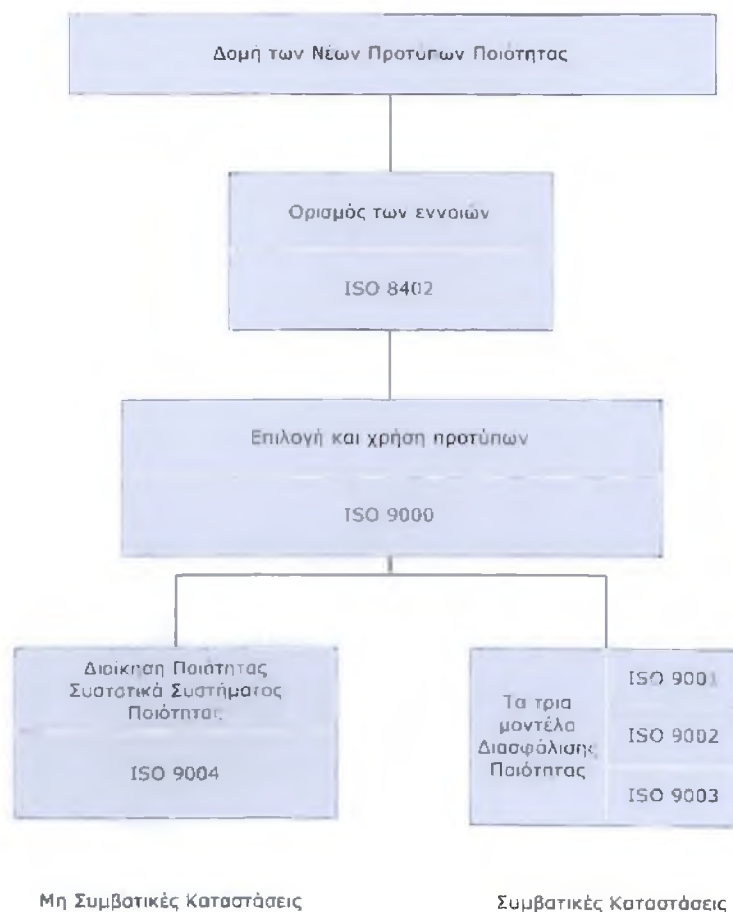 Δομή των Νέων Προτύπων Ποιότητας
Ορισμός των εννοιών
ISO 8402
Επιλογή και χρήση προτύπων
ISO 9000
Διοίκηση Ποιότητας
Συστατικά Συστήματος
Ποιότητας
ISO 9004
Τα τρια
μοντέλα
Διασφάλισης
Ποιότητας
ISO 9001
ISO 9002
ISO 9003
Μη Συμβατικές Καταστάσεις
Συμβατικές Καταστάσεις